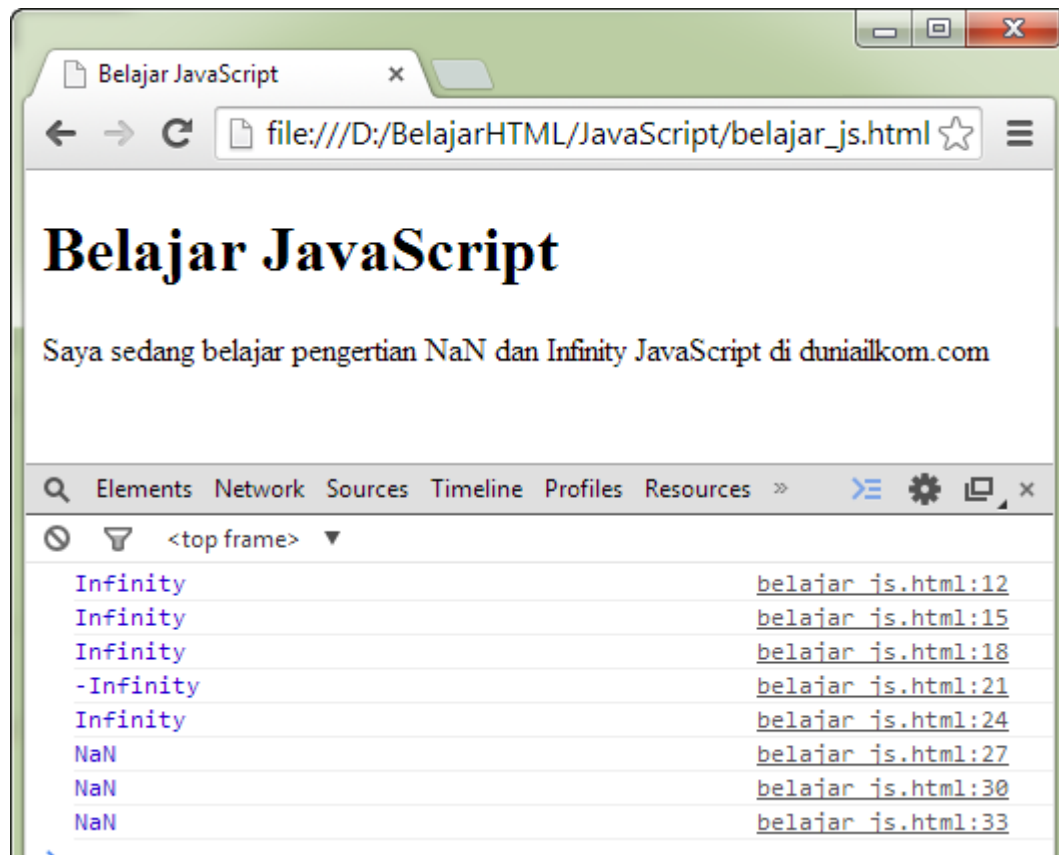 Belajar JavaScript
file:///D:/BelajarHTML/JavaScript/belajar_js.html
Belajar JavaScript
Saya sedang belajar pengertian NaN dan Infinity JavaScript di duniailkom.com
Elements Network Sources Timeline Profiles Resources »
<top frame> ▼
Infinity belajar_js.html:12
Infinity belajar_js.html:15
Infinity belajar_js.html:18
-Infinity belajar_js.html:21
Infinity belajar_js.html:24
NaN belajar_js.html:27
NaN belajar_js.html:30
NaN belajar_js.html:33